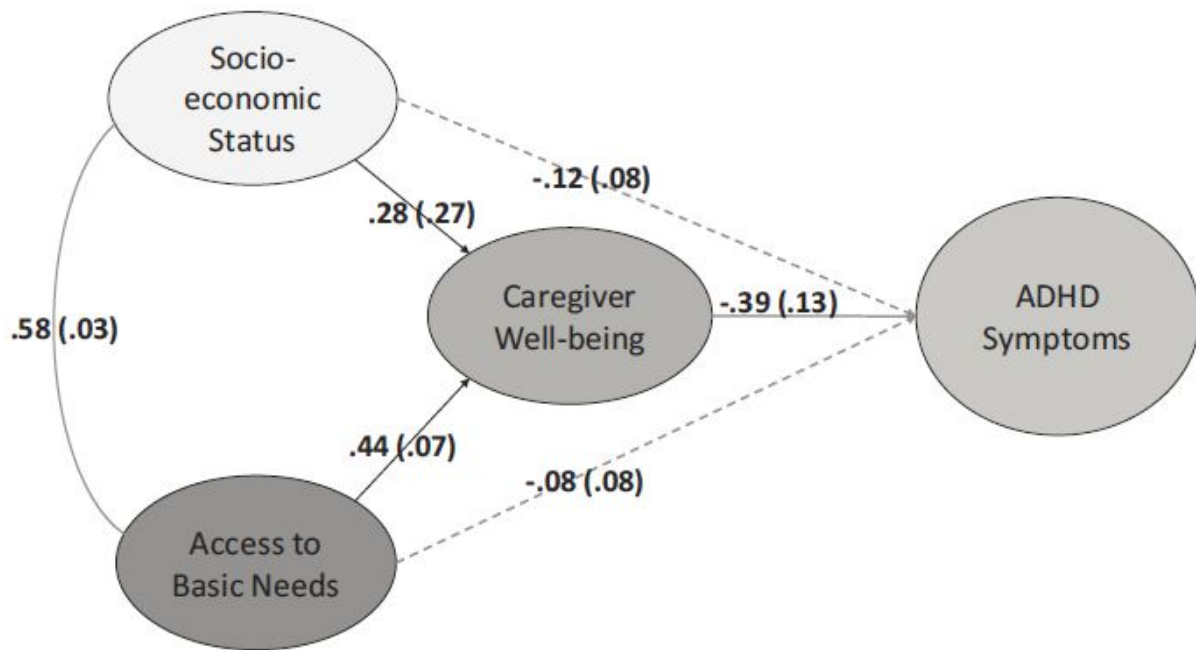 Socio-
economic
Status
-.12 (.08)
.28 (.27)
Caregiver
Well-being
-.39 (.13)
ADHD
Symptoms
.58 (.03)
.44 (.07)
-.08 (.08)
Access to
Basic Needs